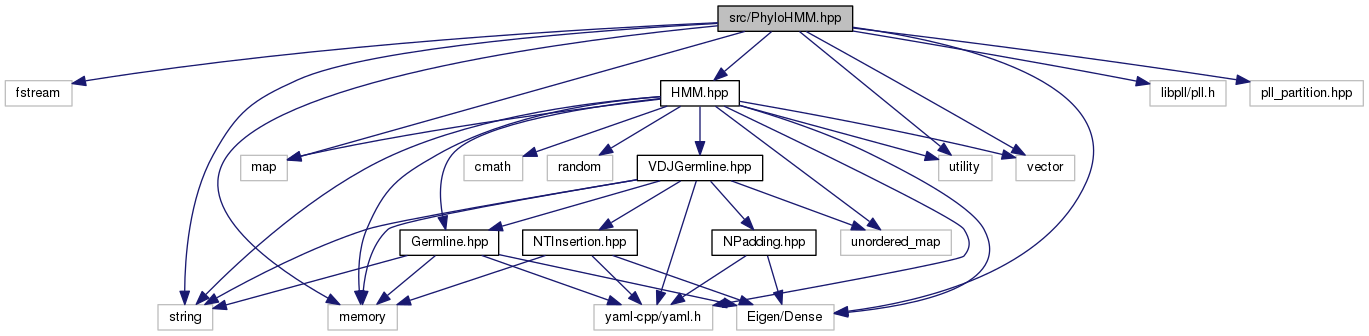 src/PhyloHMM.hpp
fstream
HMM.hpp
libpll/pll.h
pll_partition.hpp
map
cmath
random
VDJGermline.hpp
utility
vector
Germline.hpp
NTInsertion.hpp
NPadding.hpp
unordered_map
string
memory
yaml-cpp/yaml.h
Eigen/Dense